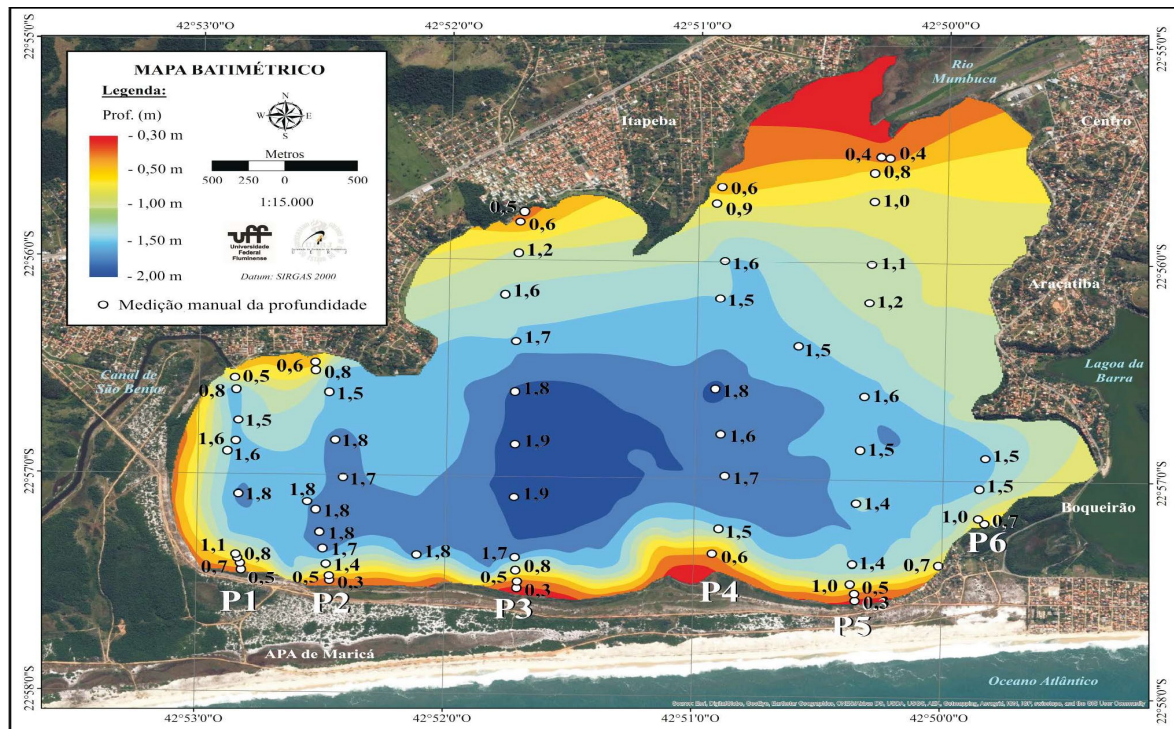 42°53'0"O 42°52'0"O 42°51'0"O 42°50'0"O
22°55'0"S 22°55'0"S
MAPA BATIMÉTRICO
Legenda:
Prof. (m)
- 0,30 m
- 0,50 m
- 1,00 m
- 1,50 m
- 2,00 m
N
W E
S
Metros
500 250 0 500
1:15.000
uff
Universidade
Federal
Fluminense
Datum: SIRGAS 2000
Medição manual da profundidade
Rio
Mumbuca
Itapeba
Centro
0,4 0,4
0,8
0,6
0,9 1,0
0,5
0,6
22°56'0"S 22°56'0"S
1,2
1,6 1,1
1,6 1,5 1,2
Araçatiba
1,7
1,5
Lagoa da
Barra
Canal de
São Bento
0,6
0,5 0,8
0,8 1,5 1,8 1,8 1,6
1,5
1,6 1,8 1,9 1,6
1,6 1,5 1,5
22°57'0"S 22°57'0"S
1,7 1,7
1,8 1,8 1,9 1,5
1,8 1,4
Boqueirão
1,0 0,7
1,8 1,5
P6
1,1 0,8 1,7 1,8 1,7 0,6
0,7 1,4 0,8 1,4 0,7
0,5 0,5 0,3 0,5 0,3 1,0 0,5
0,3
P1 P2 P3 P4 P5
APA de Maricá
Oceano Atlântico
22°58'0"S 22°58'0"S
42°53'0"O 42°52'0"O 42°51'0"O 42°50'0"O